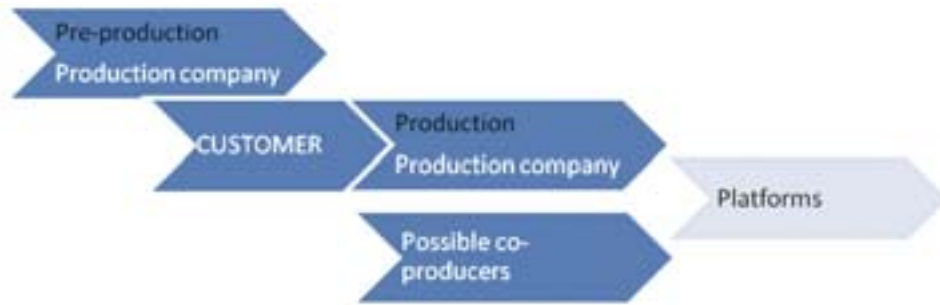 Pre-production
Production company
CUSTOMER
Production
Production company
Platforms
Possible co-
producers